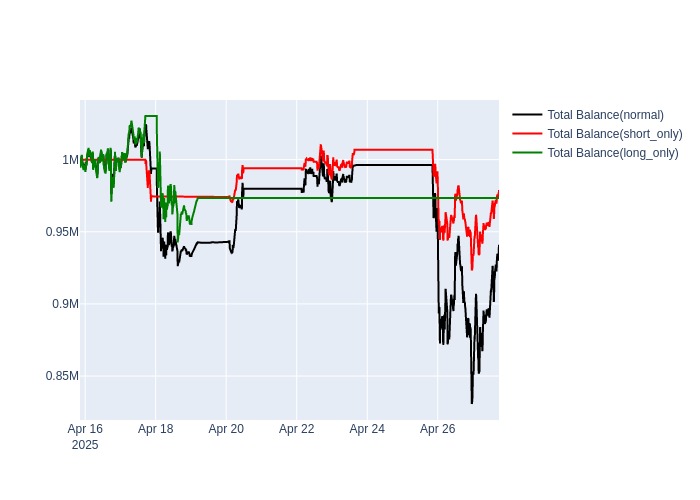 Total Balance(normal)
Total Balance(short_only)
Total Balance(long_only)
1M
0.95M
0.9M
0.85M
Apr 16 Apr 18 Apr 20 Apr 22 Apr 24 Apr 26
2025